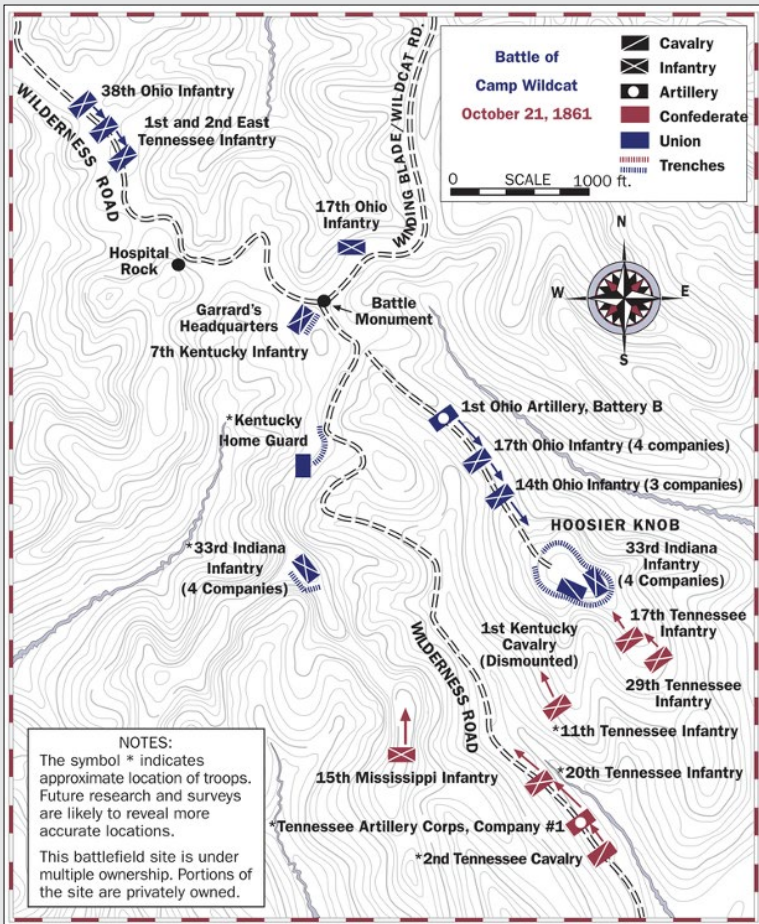 Battle of
Camp Wildcat
October 21, 1861
Cavalry
Infantry
Artillery
Confederate
Union
Trenches
0 SCALE 1000 ft.
N
W
E
S
38th Ohio Infantry
1st and 2nd East
Tennessee Infantry
WILDERNESS ROAD
WINDING BLADE/WILDCAT RD.
17th Ohio
Infantry
Hospital
Rock
Garrard's
Headquarters
7th Kentucky Infantry
Battle
Monument
*Kentucky
Home Guard
1st Ohio Artillery, Battery B
17th Ohio Infantry (4 companies)
14th Ohio Infantry (3 companies)
HOOSIER KNOB
*33rd Indiana
Infantry
(4 Companies)
33rd Indiana
Infantry
(4 Companies)
1st Kentucky
Cavalry
(Dismounted)
17th Tennessee
Infantry
29th Tennessee
Infantry
WILDERNESS ROAD
*11th Tennessee Infantry
15th Mississippi Infantry
*20th Tennessee Infantry
*Tennessee Artillery Corps, Company #1
*2nd Tennessee Cavalry
NOTES:
The symbol * indicates
approximate location of troops.
Future research and surveys
are likely to reveal more
accurate locations.
This battlefield site is under
multiple ownership. Portions of
the site are privately owned.